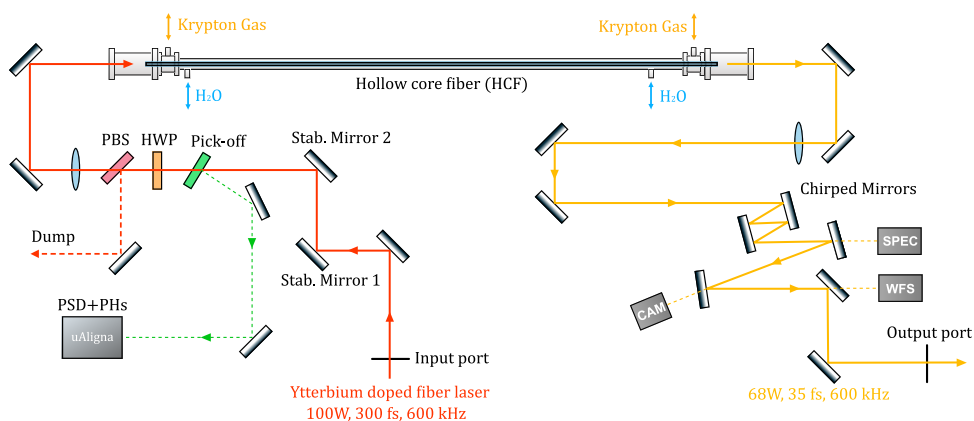 Krypton Gas
Krypton Gas
Hollow core fiber (HCF)
H₂O
H₂O
PBS
HWP
Pick-off
Stab. Mirror 2
Chirped Mirrors
Dump
Stab. Mirror 1
SPEC
WFS
CAM
PSD+PHs
uAligna
Input port
Output port
Ytterbium doped fiber laser
100W, 300 fs, 600 kHz
68W, 35 fs, 600 kHz